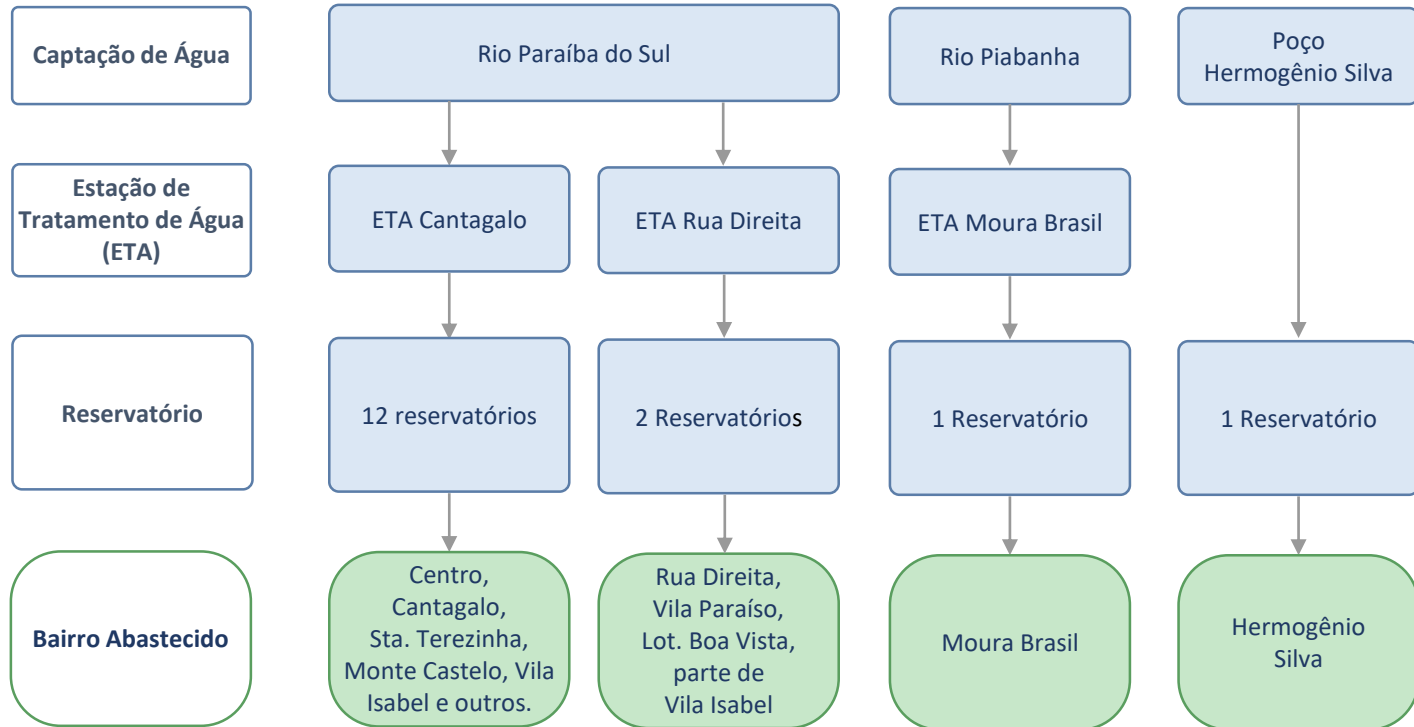 Captação de Água
Rio Paraíba do Sul
Rio Piabanha
Poço
Hermogênio Silva
Estação de
Tratamento de Água
(ETA)
ETA Cantagalo
ETA Rua Direita
ETA Moura Brasil
Reservatório
12 reservatórios
2 Reservatórios
1 Reservatório
1 Reservatório
Bairro Abastecido
Centro,
Cantagalo,
Sta. Terezinha,
Monte Castelo, Vila
Isabel e outros.
Rua Direita,
Vila Paraíso,
Lot. Boa Vista,
parte de
Vila Isabel
Moura Brasil
Hermogênio
Silva